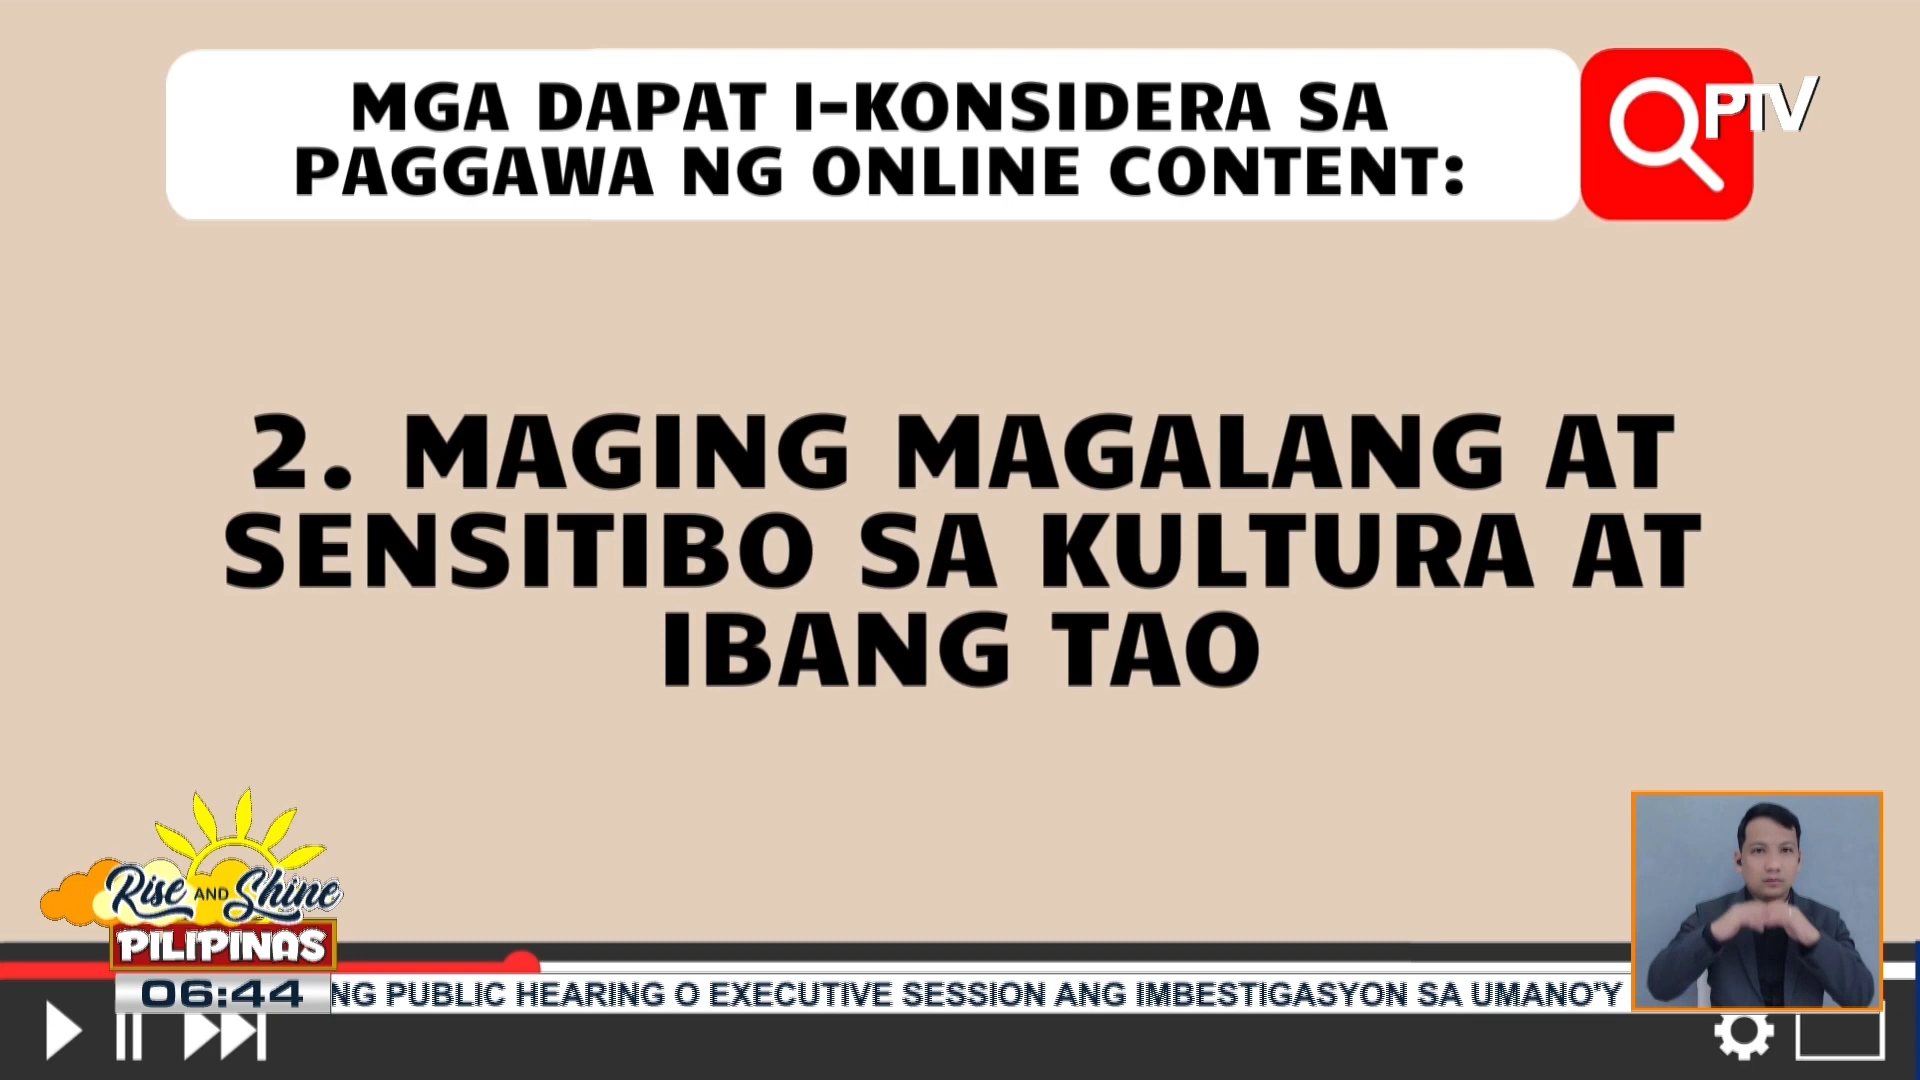 MGA DAPAT I-KONSIDERA SA
PAGGAWA NG ONLINE CONTENT:
PTV
2. MAGING MAGALANG AT
SENSITIBO SA KULTURA AT
IBANG TAO
Rise AND Shine
PILIPINAS
06:44
NG PUBLIC HEARING O EXECUTIVE SESSION ANG IMBESTIGASYON SA UMANO'Y